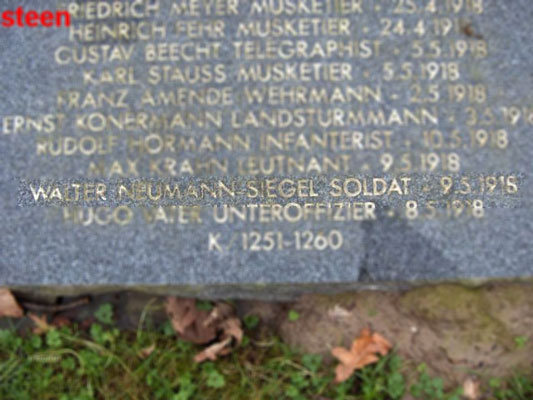 steen
FRIEDRICH MEYER MUSKETIER · 25.4.1918
HEINRICH FEHR MUSKETIER · 24.4.1918
GUSTAV BEECHT TELEGRAPHIST · 5.5.1918
KARL STAUSS MUSKETIER · 5.5.1918
FRANZ AMENDE WEHRMANN · 2.5.1918
ERNST KONERMANN LANDSTURMMANN · 3.5.1918
RUDOLF HORMANN INFANTERIST · 10.5.1918
MAX KRAHN LEUTNANT · 9.5.1918
WALTER NEUMANN-SIEGEL SOLDAT · 9.5.1918
HUGO VATER UNTEROFFIZIER · 8.5.1918
K. 1251-1260